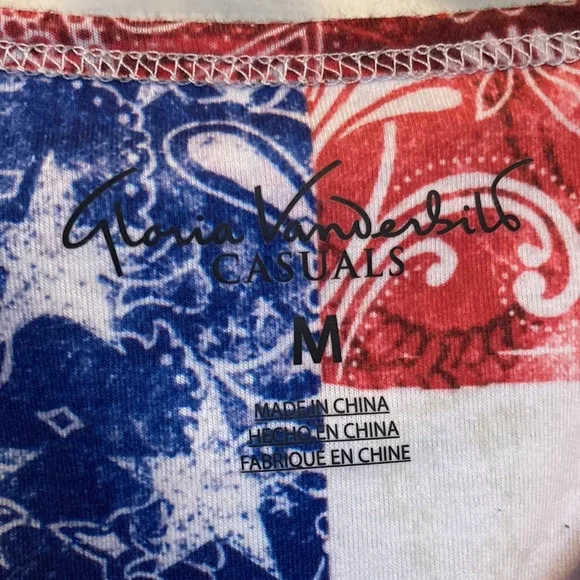 Gloria Vanderbilt
CASUALS
M
MADE IN CHINA
HECHO EN CHINA
FABRIQUE EN CHINE